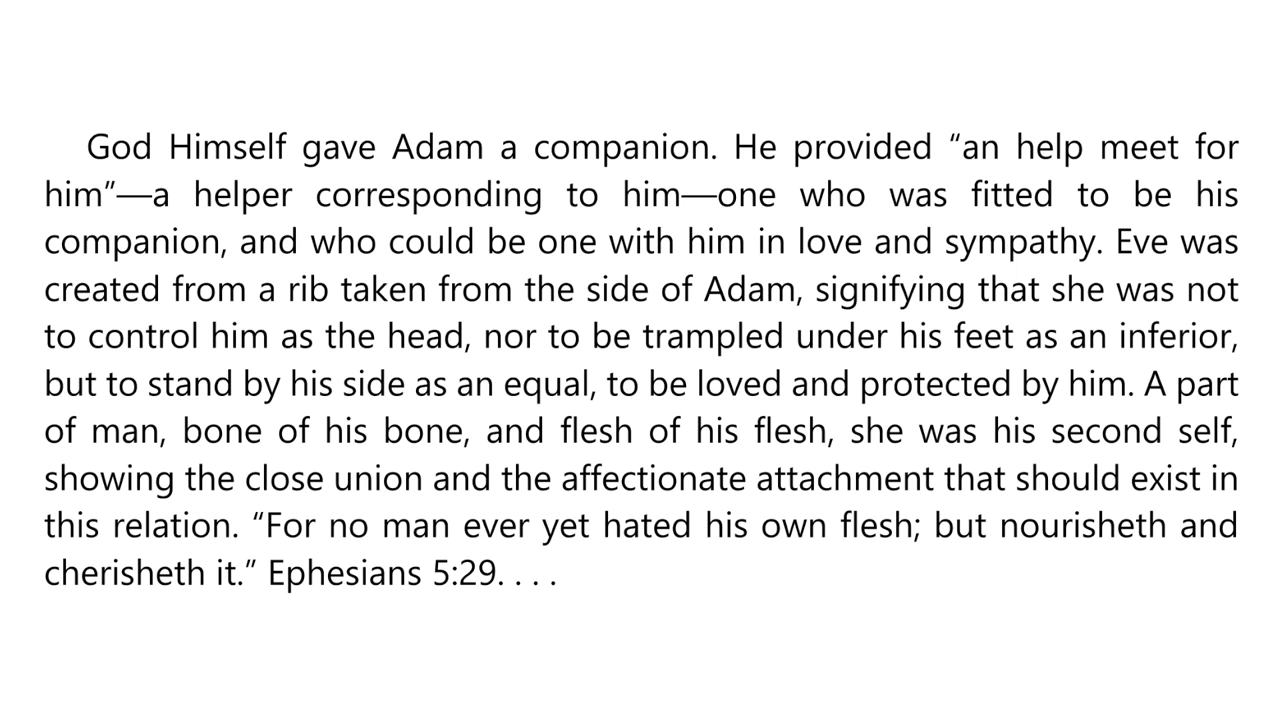 God Himself gave Adam a companion. He provided “an help meet for
him”—a helper corresponding to him—one who was fitted to be his
companion, and who could be one with him in love and sympathy. Eve was
created from a rib taken from the side of Adam, signifying that she was not
to control him as the head, nor to be trampled under his feet as an inferior,
but to stand by his side as an equal, to be loved and protected by him. A part
of man, bone of his bone, and flesh of his flesh, she was his second self,
showing the close union and the affectionate attachment that should exist in
this relation. “For no man ever yet hated his own flesh; but nourisheth and
cherisheth it.” Ephesians 5:29. . . .